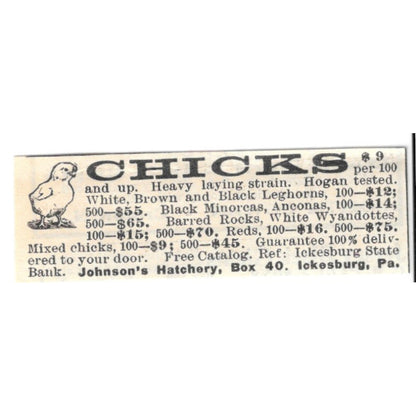 CHICKS $9
per 100
and up. Heavy laying strain. Hogan tested.
White, Brown and Black Leghorns, 100—$12;
500—$55. Black Minorcas, Anconas, 100—$14;
500—$65. Barred Rocks, White Wyandottes,
100—$15; 500—$70. Reds, 100—$16. 500—$75.
Mixed chicks, 100—$9; 500—$45. Guarantee 100% deliv-
ered to your door. Free Catalog. Ref: Ickesburg State
Bank. Johnson's Hatchery, Box 40. Ickesburg, Pa.